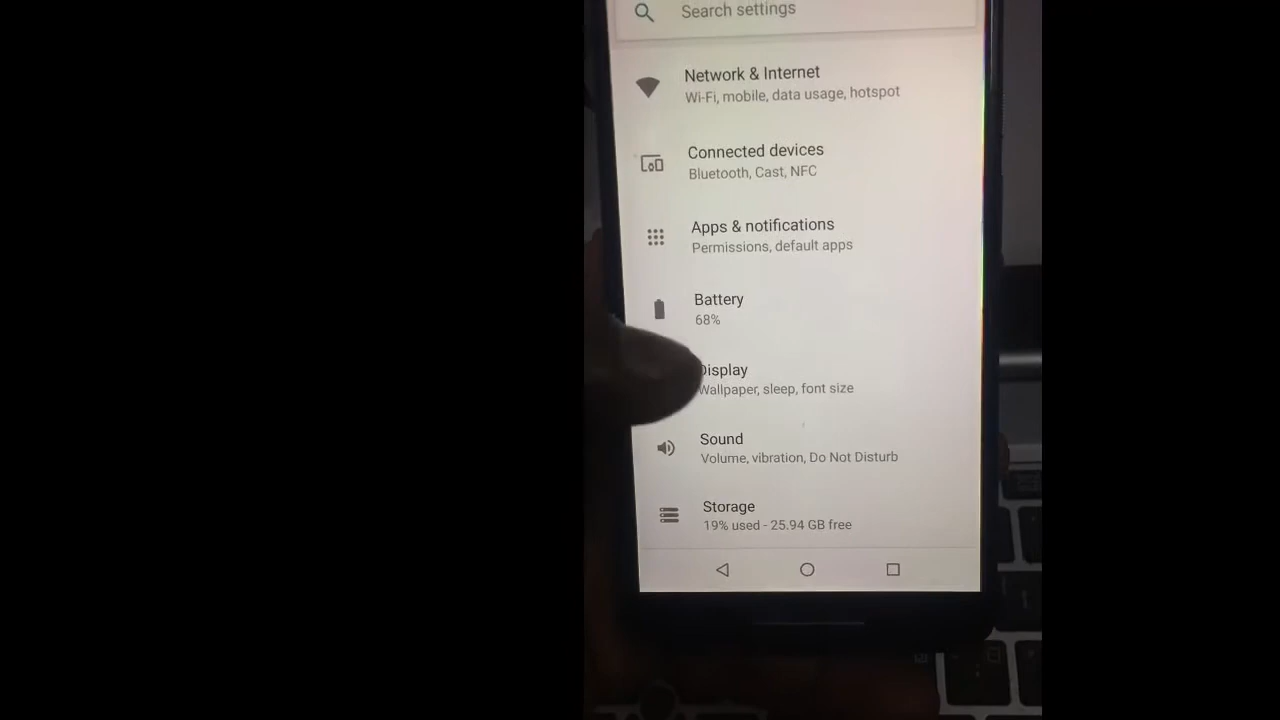 Search settings
Network & Internet
Wi-Fi, mobile, data usage, hotspot
Connected devices
Bluetooth, Cast, NFC
Apps & notifications
Permissions, default apps
Battery
68%
Display
Wallpaper, sleep, font size
Sound
Volume, vibration, Do Not Disturb
Storage
19% used - 25.94 GB free